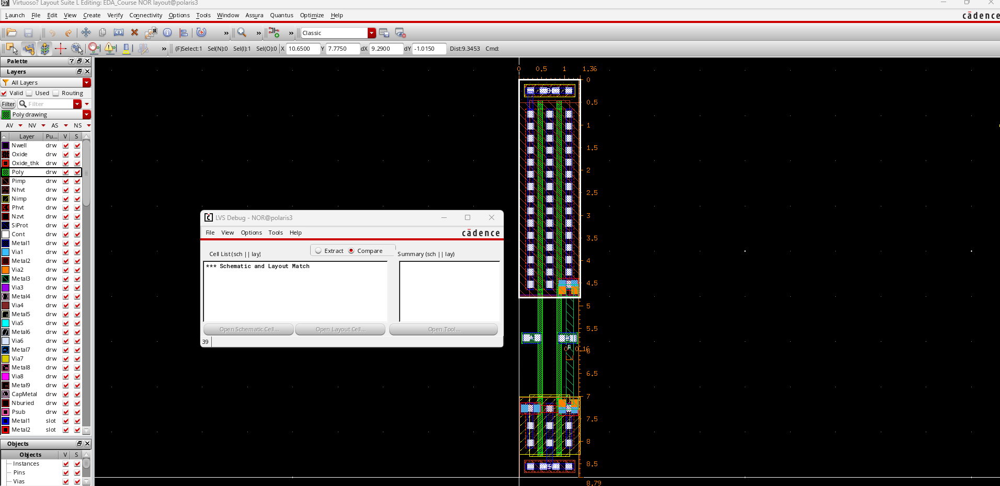 Virtuoso? Layout Suite L Editing: EDA_Course NOR layout@polaris3
Launch File Edit View Create Verify Connectivity Options Tools Window Assura Quantus Optimize Help
cādence
» » » Classic
» (F)Select:1 Sel(N):0 Sel(I):1 Sel(O):0 X 10.6500 Y 7.7750 dX 9.2900 dY -1.0150 Dist:9.3453 Cmd:
Palette
Layers
All Layers
Valid Used Routing
Filter Filter
Poly drawing
AV NV AS NS
Layer Pu... V S
Nwell drw
Oxide drw
Oxide_thk drw
Poly drw
Pimp drw
Nhvt drw
Nimp drw
Phvt drw
Nzvt drw
SiProt drw
Cont drw
Metal1 drw
Via1 drw
Metal2 drw
Via2 drw
Metal3 drw
Via3 drw
Metal4 drw
Via4 drw
Metal5 drw
Via5 drw
Metal6 drw
Via6 drw
Metal7 drw
Via7 drw
Metal8 drw
Via8 drw
Metal9 drw
CapMetal drw
Nburied drw
Psub drw
Metal1 slot
Metal2 slot
Objects
Objects V S
Instances
Pins
Vias
LVS Debug - NOR@polaris3
File View Options Tools Help
cādence
Extract Compare
Cell List (sch || lay) Summary (sch || lay)
*** Schematic and Layout Match
Open Schematic Cell... Open Layout Cell... Open Tool...
39
0 0.5 1 1.36
0
0.5
1
1.5
2
2.5
3
3.5
4
4.5
5
5.5
F
0 0.16
6
6.5
7
7.5
8
8.5
8.79